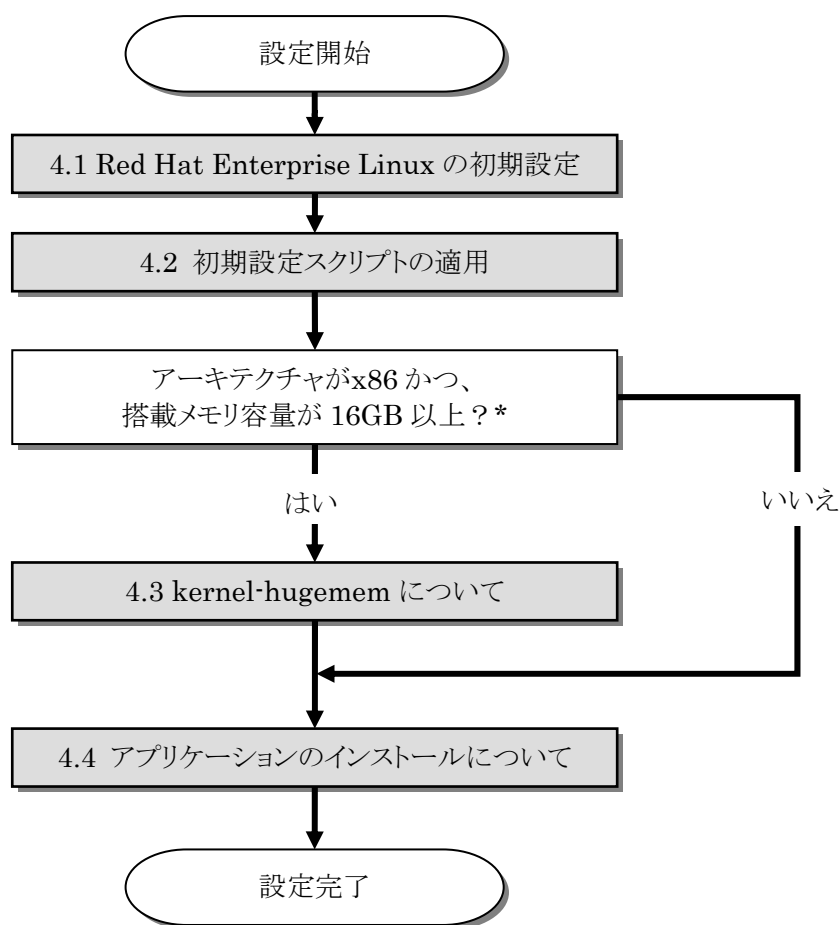 設定開始
4.1 Red Hat Enterprise Linux の初期設定
4.2 初期設定スクリプトの適用
アーキテクチャがx86 かつ、
搭載メモリ容量が 16GB 以上？*
はい
いいえ
4.3 kernel-hugemem について
4.4 アプリケーションのインストールについて
設定完了